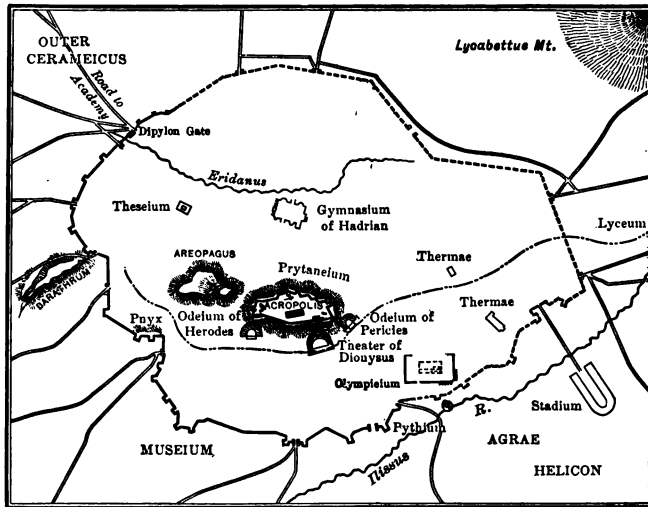 OUTER
CERAMEICUS
Lycabettus Mt.
Road to
Academy
Dipylon Gate
Eridanus
Theseium
Gymnasium
of Hadrian
Lyceum
AREOPAGUS
Thermae
Prytaneium
BARATHRUM
ACROPOLIS
Thermae
Pnyx
Odeium of
Herodes
Odeium of
Pericles
Theater of
Dionysus
Olympieium
Stadium
R.
Pythium
AGRAE
MUSEIUM
Ilissus
HELICON